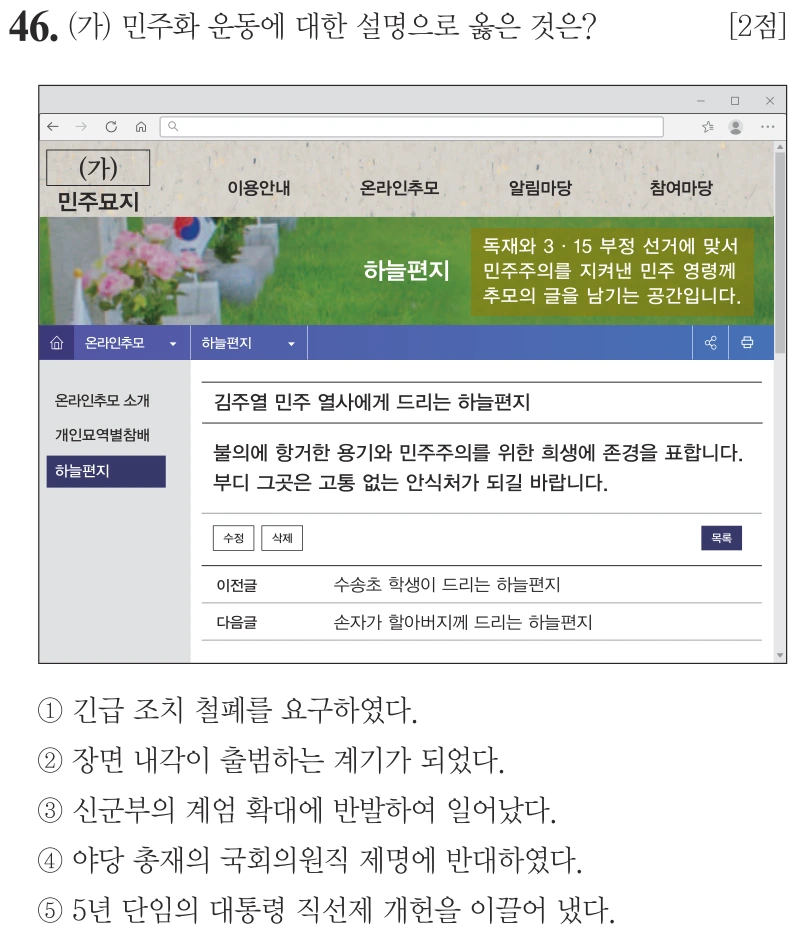 46. (가) 민주화 운동에 대한 설명으로 옳은 것은? [2점]
(가)
민주묘지
이용안내 온라인추모 알림마당 참여마당
하늘편지
독재와 3 · 15 부정 선거에 맞서
민주주의를 지켜낸 민주 영령께
추모의 글을 남기는 공간입니다.
온라인추모 하늘편지
온라인추모 소개
개인묘역별참배
하늘편지
김주열 민주 열사에게 드리는 하늘편지
불의에 항거한 용기와 민주주의를 위한 희생에 존경을 표합니다.
부디 그곳은 고통 없는 안식처가 되길 바랍니다.
수정 삭제 목록
이전글 수송초 학생이 드리는 하늘편지
다음글 손자가 할아버지께 드리는 하늘편지
① 긴급 조치 철폐를 요구하였다.
② 장면 내각이 출범하는 계기가 되었다.
③ 신군부의 계엄 확대에 반발하여 일어났다.
④ 야당 총재의 국회의원직 제명에 반대하였다.
⑤ 5년 단임의 대통령 직선제 개헌을 이끌어 냈다.